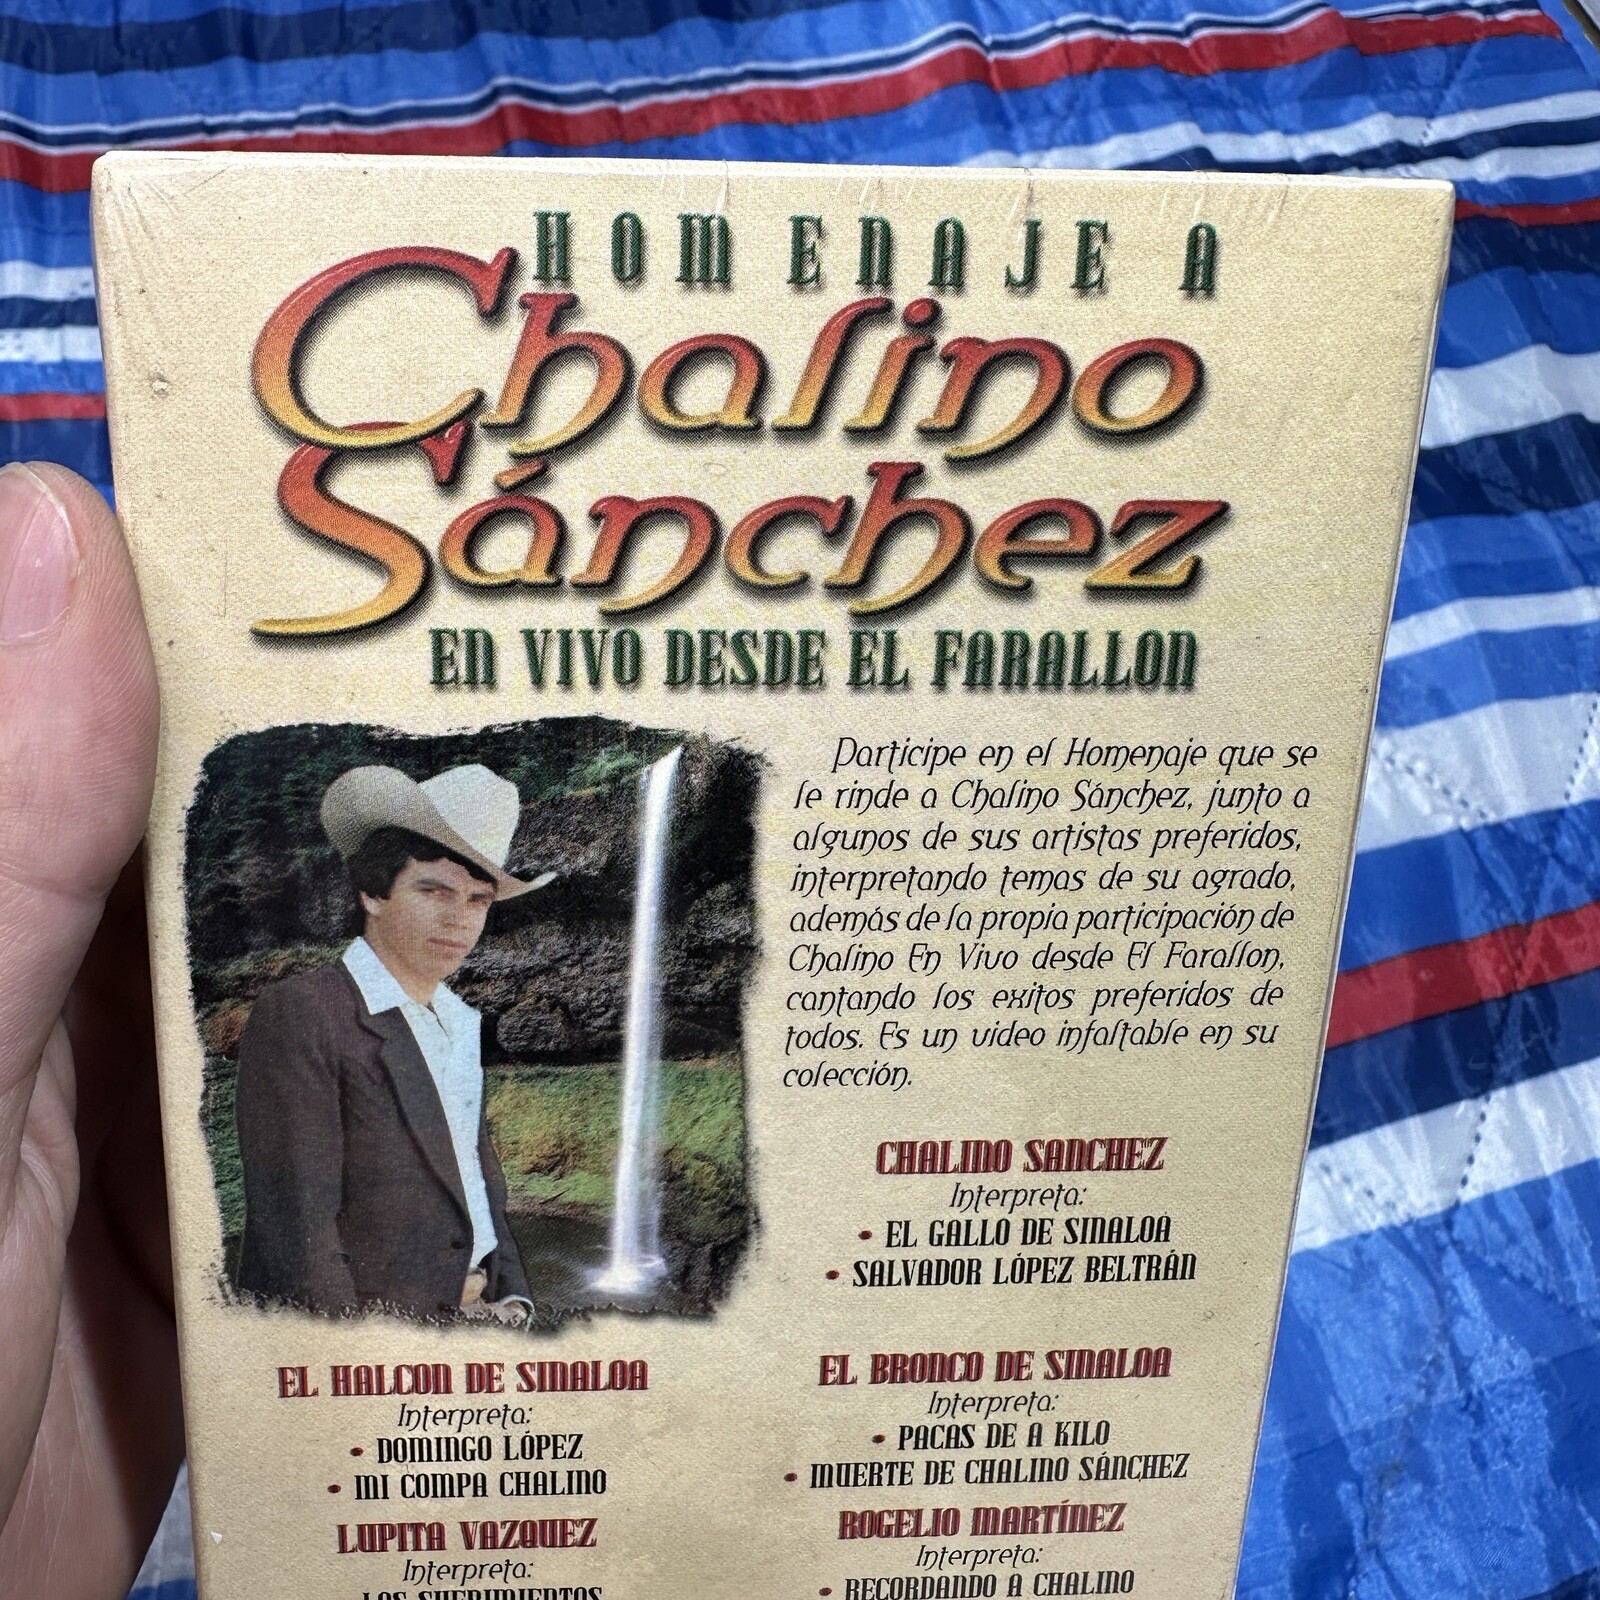 HOMENAJE A
Chalino
Sánchez
EN VIVO DESDE EL FARALLON
Participe en el Homenaje que se
le rinde a Chalino Sánchez, junto a
algunos de sus artistas preferidos,
interpretando temas de su agrado,
además de la propia participación de
Chalino En Vivo desde El Farallon,
cantando los exitos preferidos de
todos. Es un video infaltable en su
colección.
CHALINO SANCHEZ
Interpreta:
• EL GALLO DE SINALOA
• SALVADOR LÓPEZ BELTRÁN
EL HALCON DE SINALOA
Interpreta:
• DOMINGO LÓPEZ
• MI COMPA CHALINO
LUPITA VAZQUEZ
Interpreta:
EL BRONCO DE SINALOA
Interpreta:
• PACAS DE A KILO
• MUERTE DE CHALINO SÁNCHEZ
ROGELIO MARTÍNEZ
Interpreta:
• RECORDANDO A CHALINO